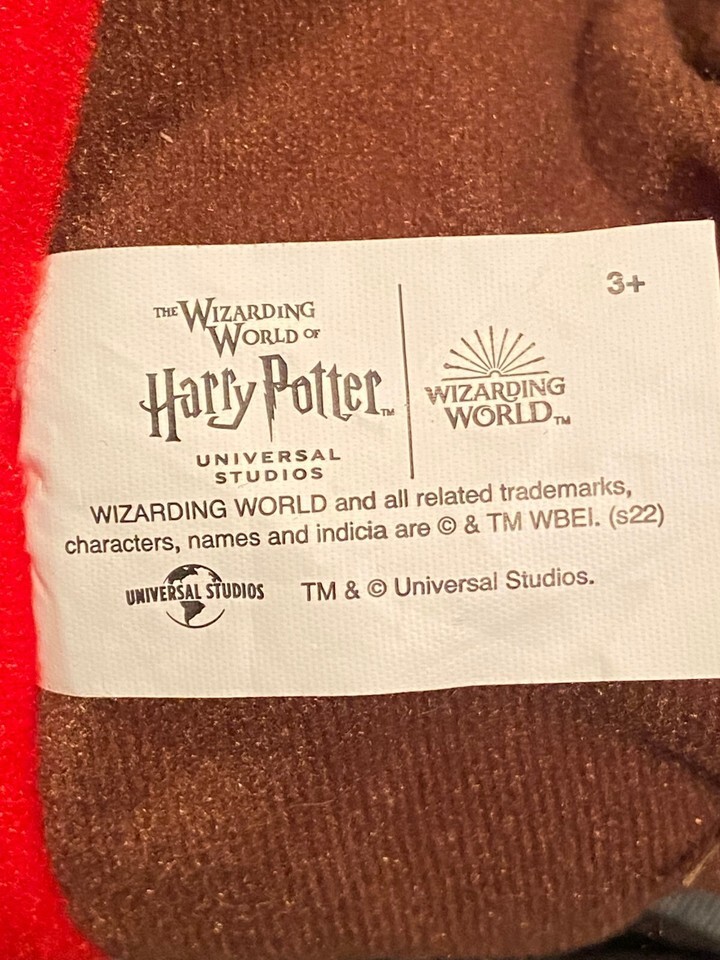 3+
THE WIZARDING
WORLD OF
Harry Potter™
UNIVERSAL
STUDIOS
WIZARDING
WORLD™
WIZARDING WORLD and all related trademarks,
characters, names and indicia are © & TM WBEI. (s22)
UNIVERSAL STUDIOS
TM & © Universal Studios.